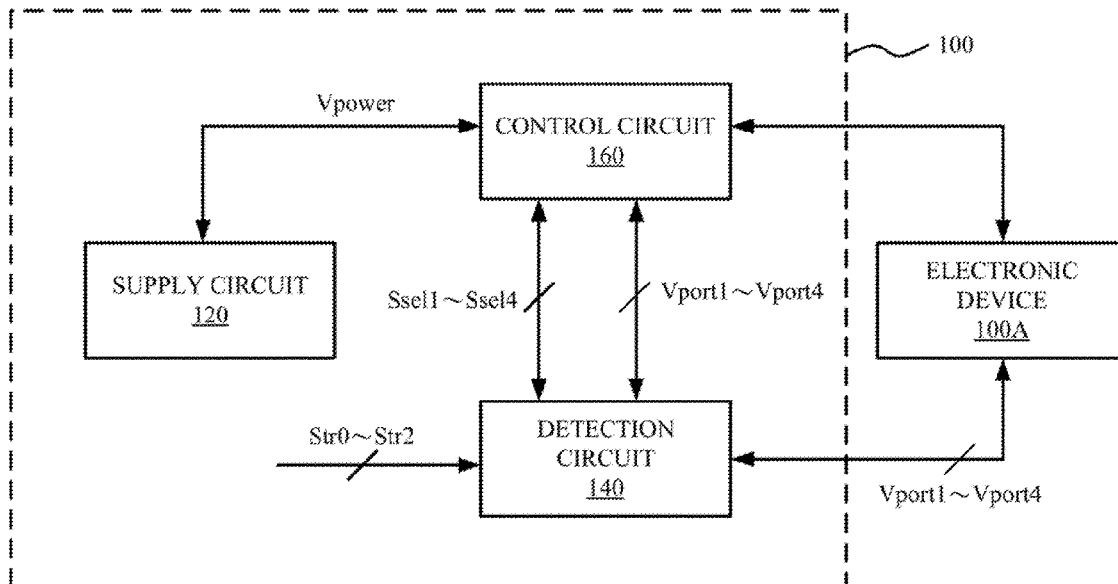 100
Vpower
CONTROL CIRCUIT
160
SUPPLY CIRCUIT
120
Ssel1～Ssel4
Vport1～Vport4
ELECTRONIC
DEVICE
100A
Str0～Str2
DETECTION
CIRCUIT
140
Vport1～Vport4